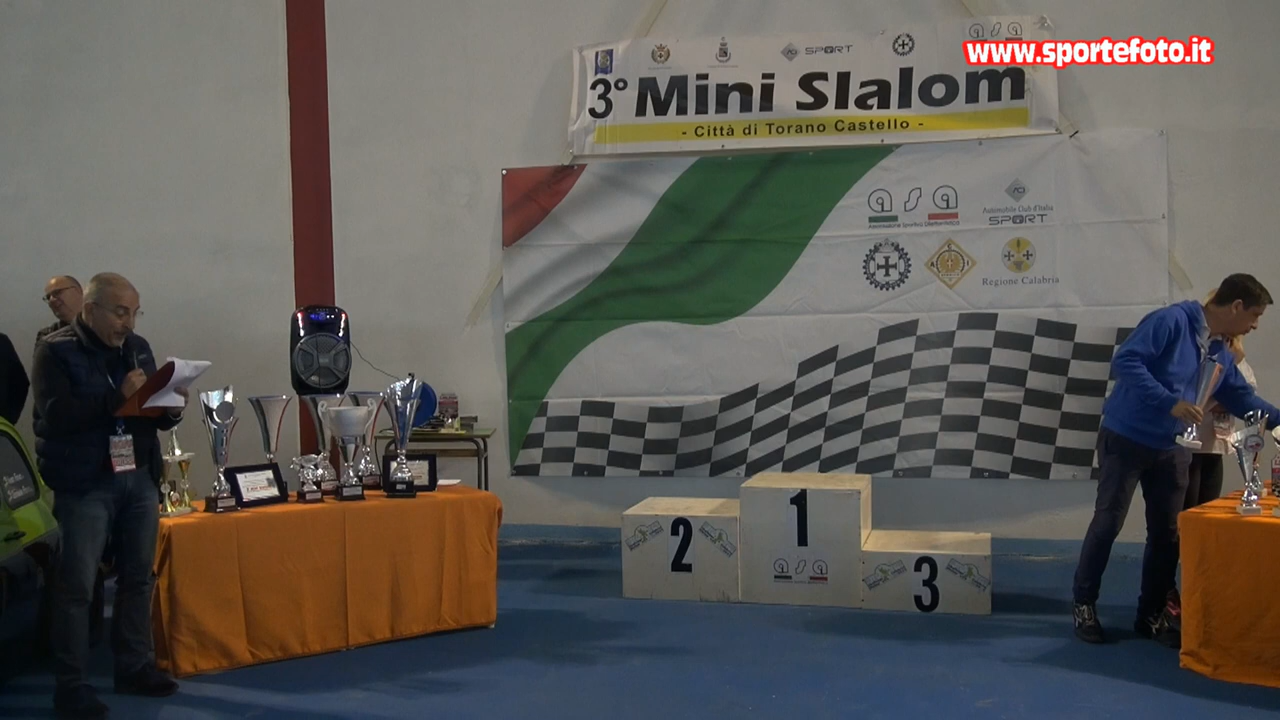 www.sportefoto.it
SPORT
3° Mini Slalom
- Città di Torano Castello -
Automobile Club d'Italia
SPORT
A C I
Regione Calabria
1
2
3